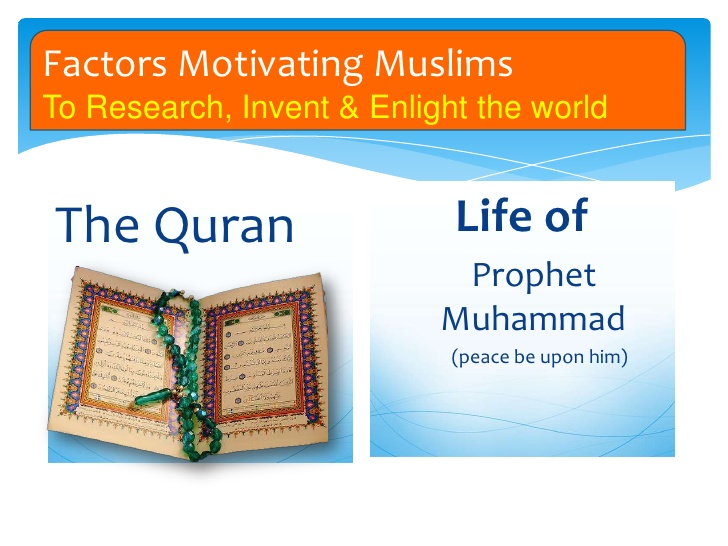 Factors Motivating Muslims
To Research, Invent & Enlight the world
The Quran
Life of
Prophet
Muhammad
(peace be upon him)